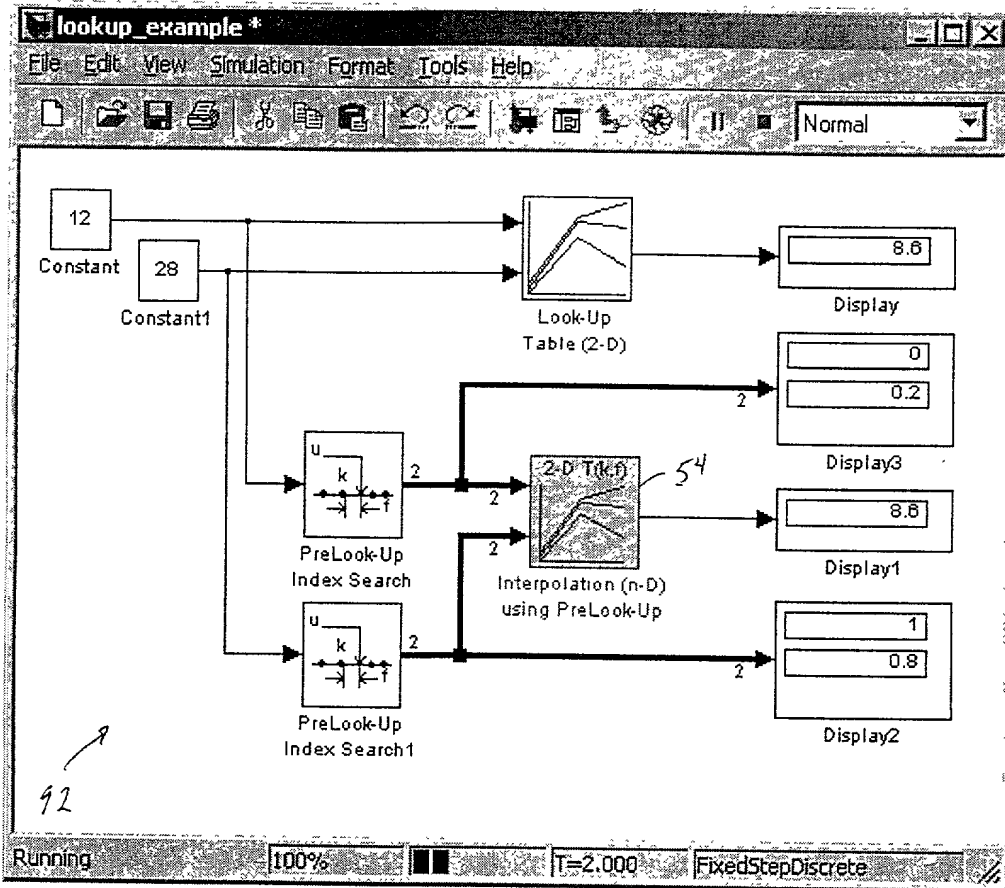 lookup_example *
File Edit View Simulation Format Tools Help
Normal
12
Constant
28
Constant1
Look-Up
Table (2-D)
8.6
Display
0
0.2
2
Display3
u
k
f
2
PreLook-Up
Index Search
2-D T(k,f)
2
2
Interpolation (n-D)
using PreLook-Up
54
8.6
Display1
u
k
f
2
PreLook-Up
Index Search1
1
0.8
2
Display2
92
Running 100% T=2.000 FixedStepDiscrete